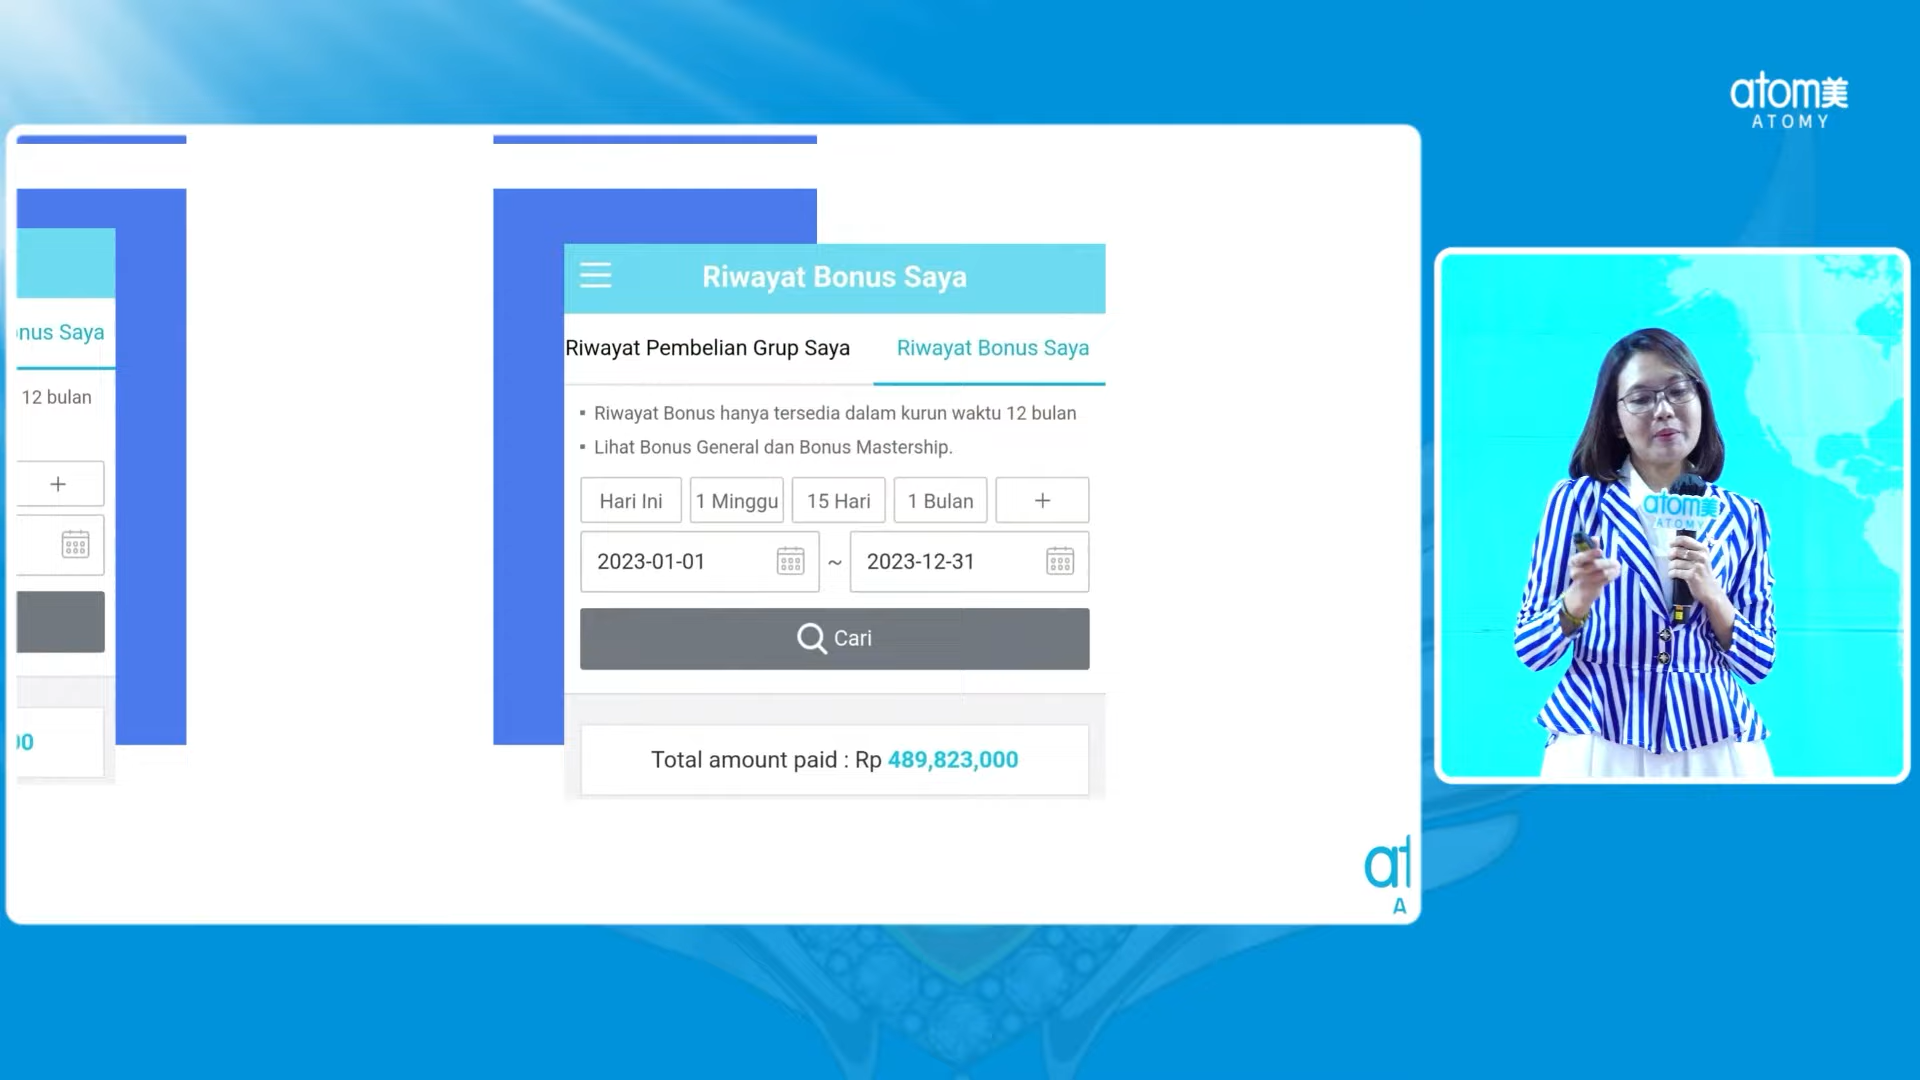 atom美
ATOMY
nus Saya
12 bulan
+
00
Riwayat Bonus Saya
Riwayat Pembelian Grup Saya
Riwayat Bonus Saya
▪ Riwayat Bonus hanya tersedia dalam kurun waktu 12 bulan
▪ Lihat Bonus General dan Bonus Mastership.
Hari Ini
1 Minggu
15 Hari
1 Bulan
+
2023-01-01 ~ 2023-12-31
Cari
Total amount paid : Rp 489,823,000
atom美
ATOMY
at
A